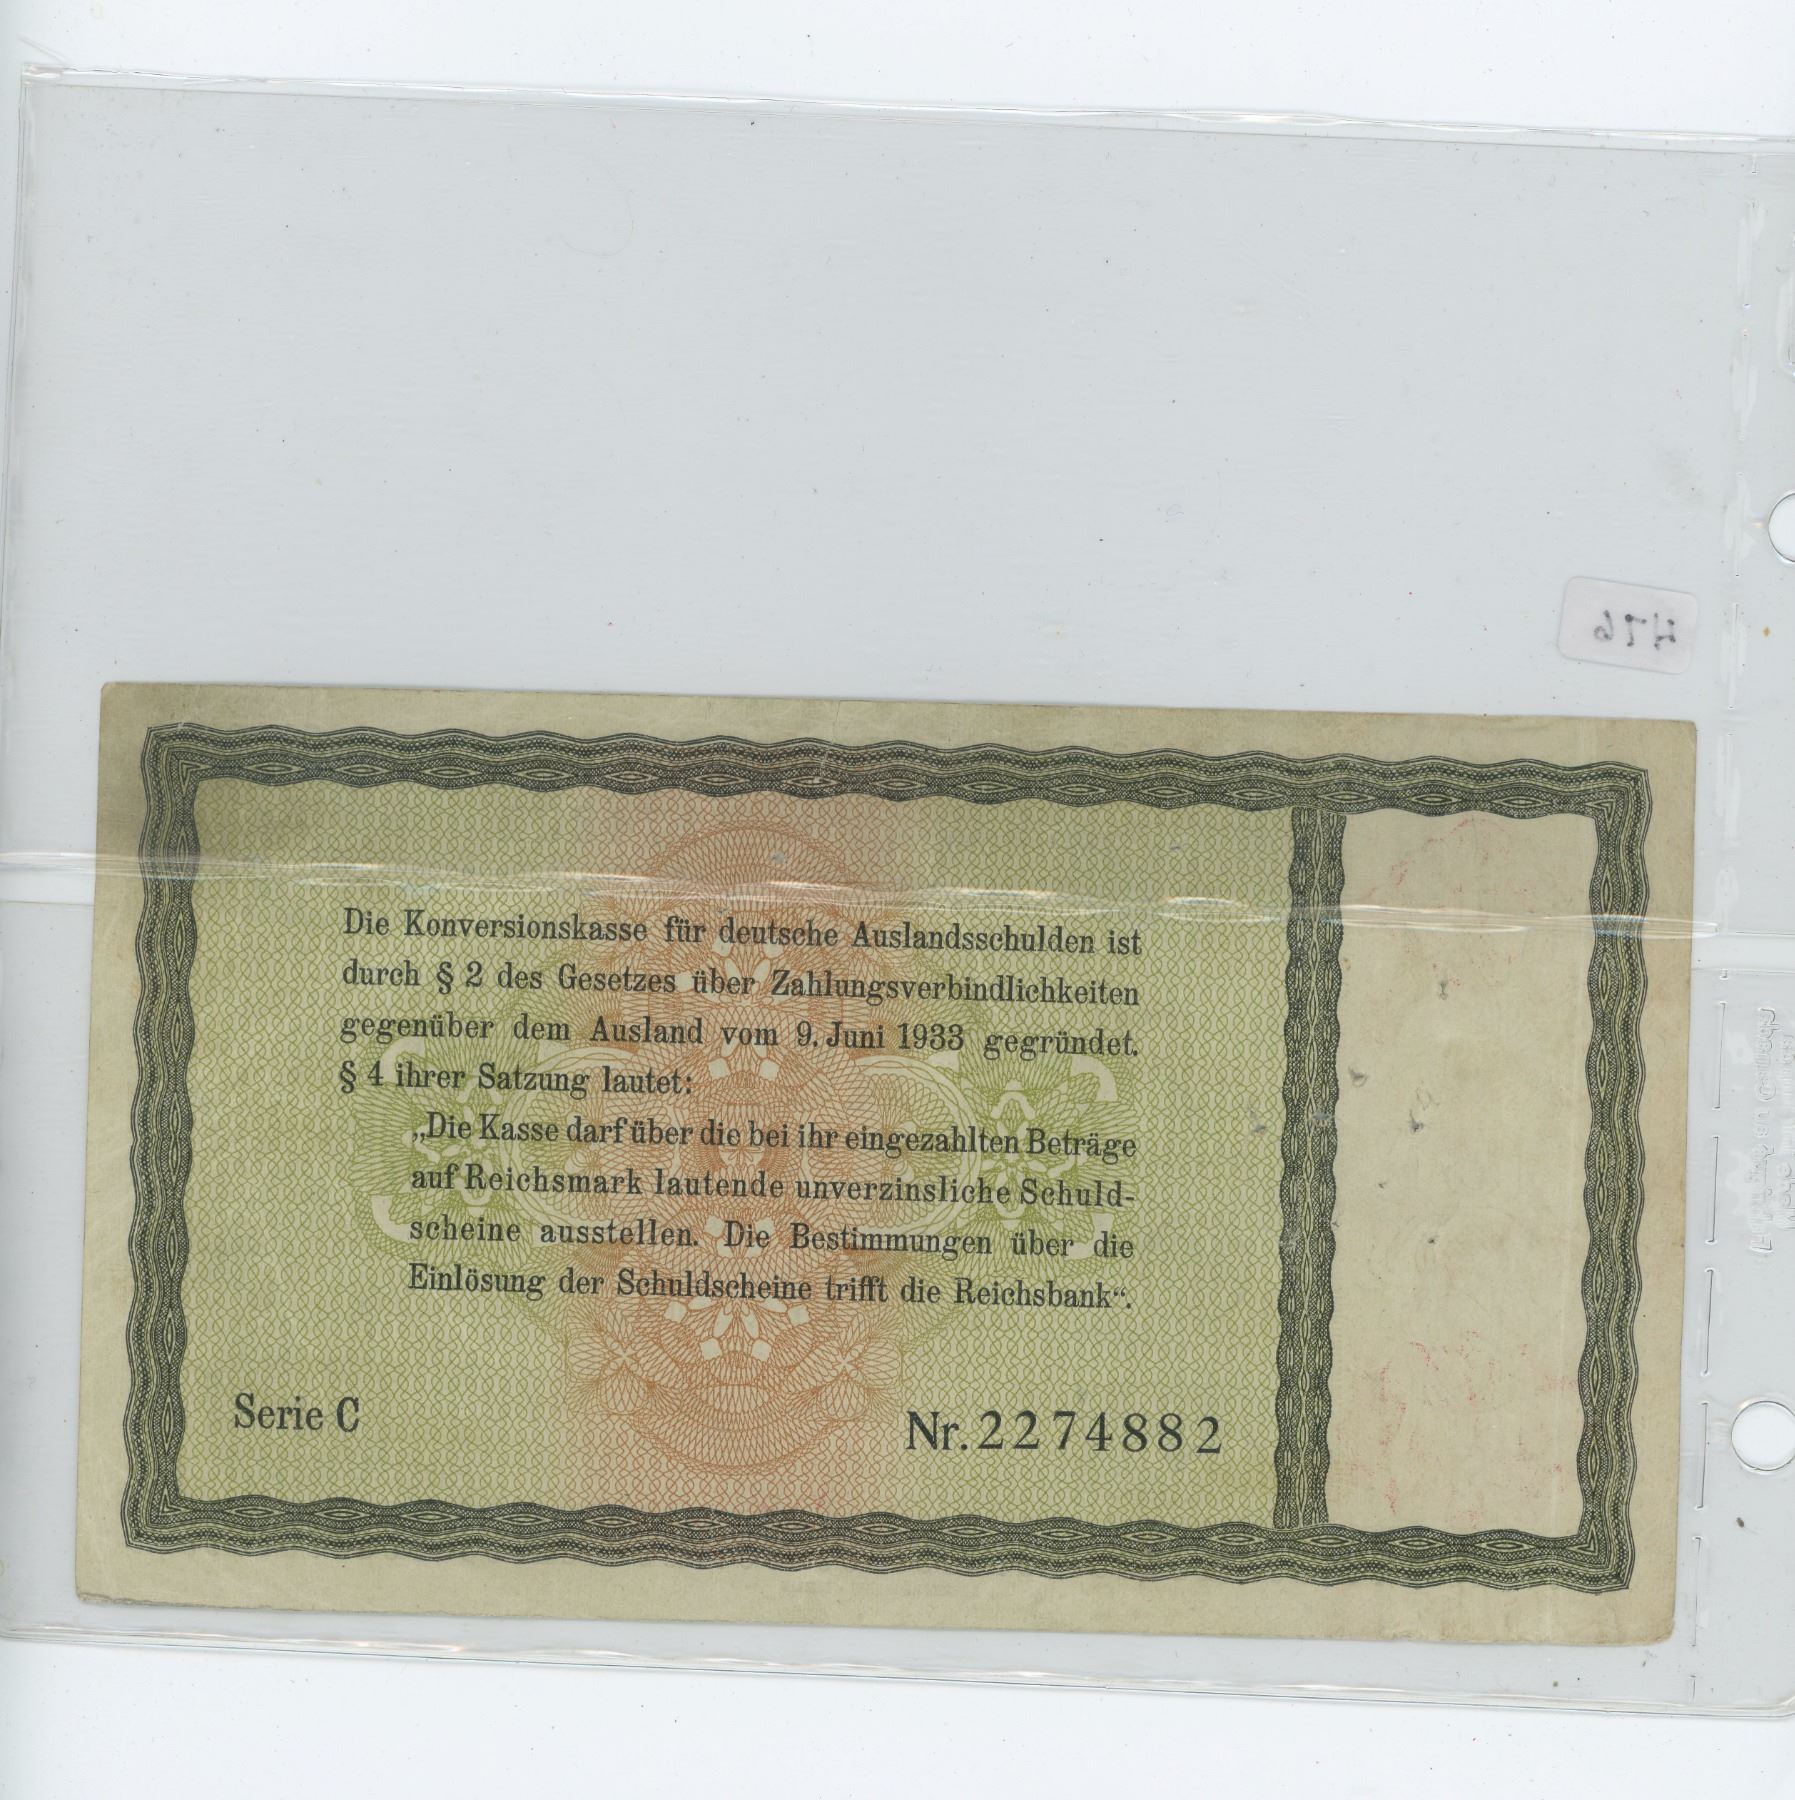 476
Die Konversionskasse für deutsche Auslandsschulden ist
durch § 2 des Gesetzes über Zahlungsverbindlichkeiten
gegenüber dem Ausland vom 9. Juni 1933 gegründet.
§ 4 ihrer Satzung lautet:
„Die Kasse darf über die bei ihr eingezahlten Beträge
auf Reichsmark lautende unverzinsliche Schuld-
scheine ausstellen. Die Bestimmungen über die
Einlösung der Schuldscheine trifft die Reichsbank“.
Serie C
Nr. 2274882